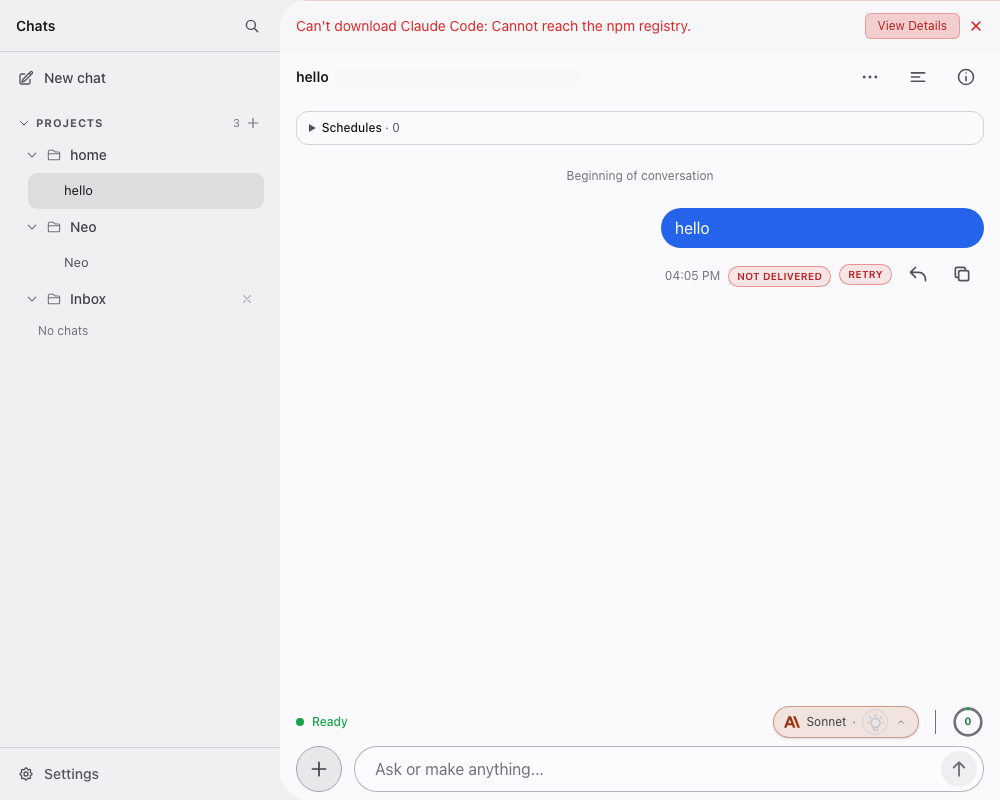 Chats
New chat
PROJECTS 3
home
hello
Neo
Neo
Inbox
No chats
Settings
Can't download Claude Code: Cannot reach the npm registry.
View Details
hello
Schedules · 0
Beginning of conversation
hello
04:05 PM NOT DELIVERED RETRY
Ready
Sonnet ·
0
Ask or make anything...